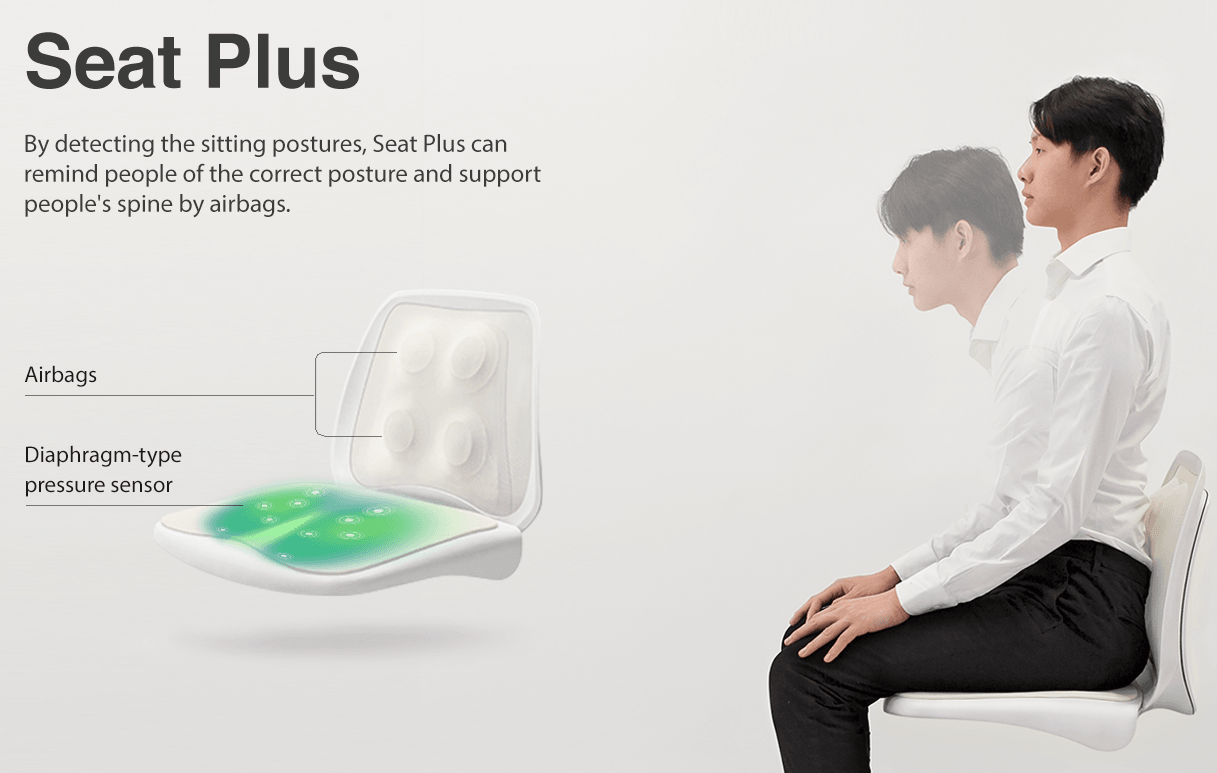 Seat Plus
By detecting the sitting postures, Seat Plus can
remind people of the correct posture and support
people's spine by airbags.
Airbags
Diaphragm-type
pressure sensor